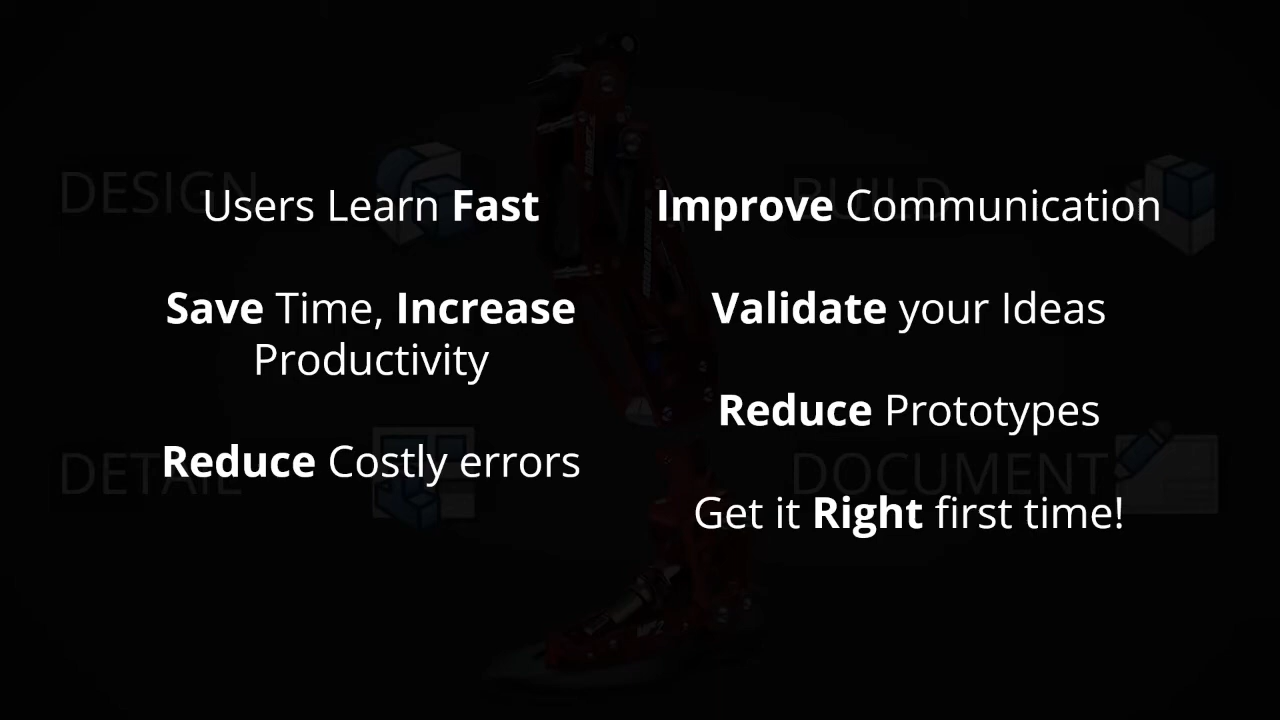 Users Learn Fast
Save Time, Increase
Productivity
Reduce Costly errors
Improve Communication
Validate your Ideas
Reduce Prototypes
Get it Right first time!
DESIGN
BUILD
DETAIL
DOCUMENT